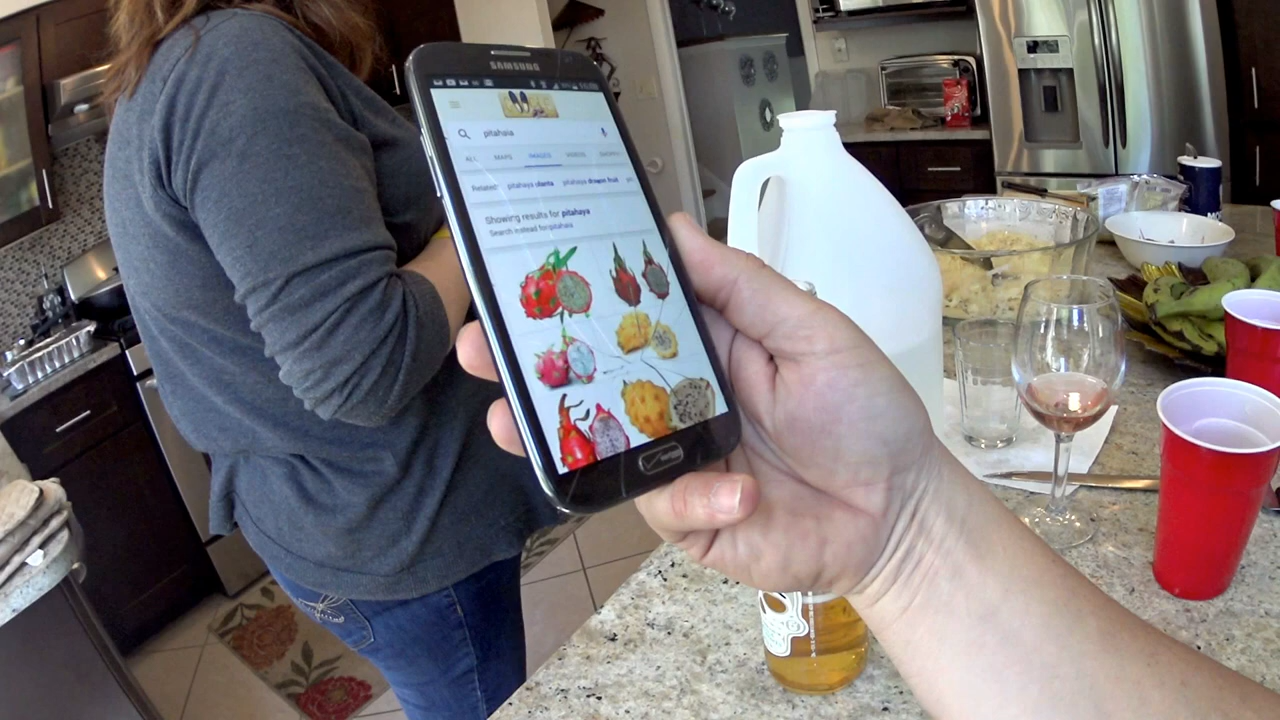 SAMSUNG
pitahaia
ALL MAPS IMAGES VIDEOS
Related: pitahaya planta pitahaya dragon fruit
Showing results for pitahaya
Search instead for pitahaia
verizon